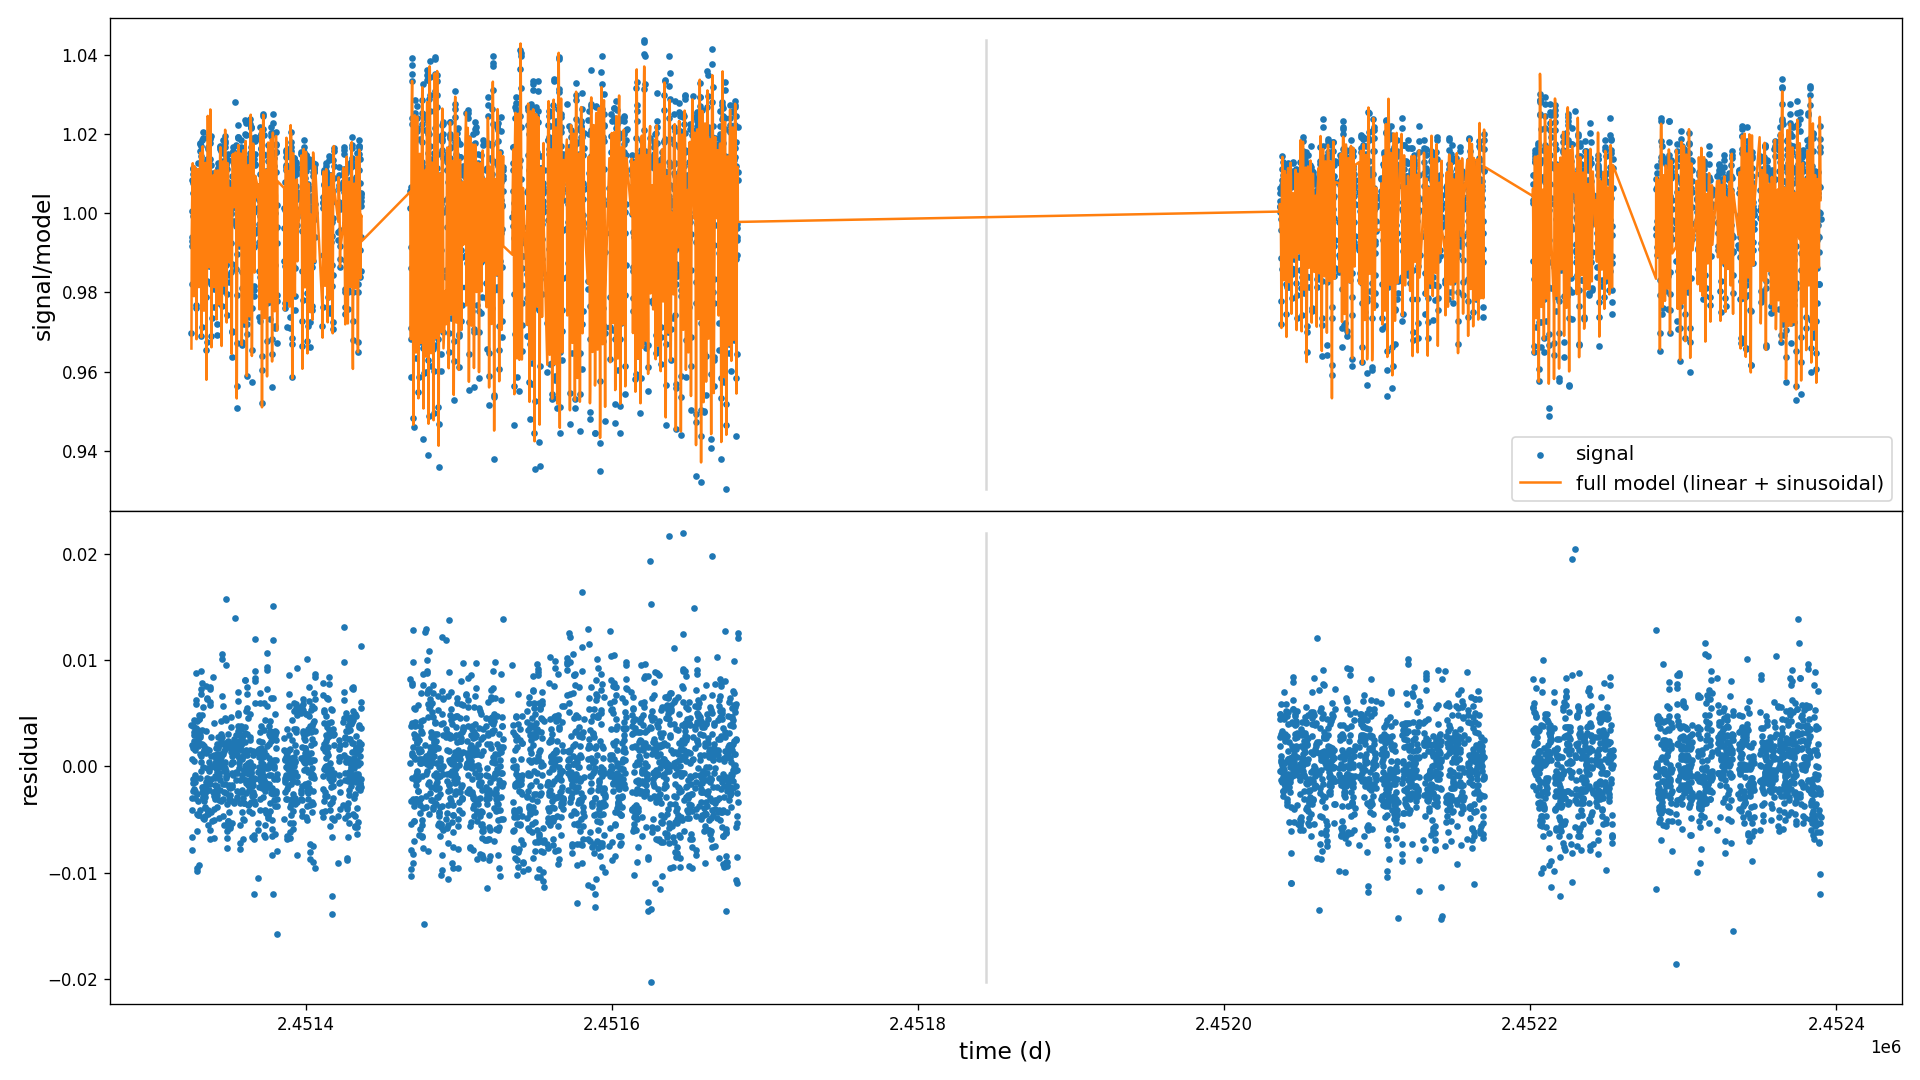 signal/model
1.04
1.02
1.00
0.98
0.96
0.94
signal
full model (linear + sinusoidal)
residual
0.02
0.01
0.00
−0.01
−0.02
2.4514
2.4516
2.4518
2.4520
2.4522
2.4524
1e6
time (d)